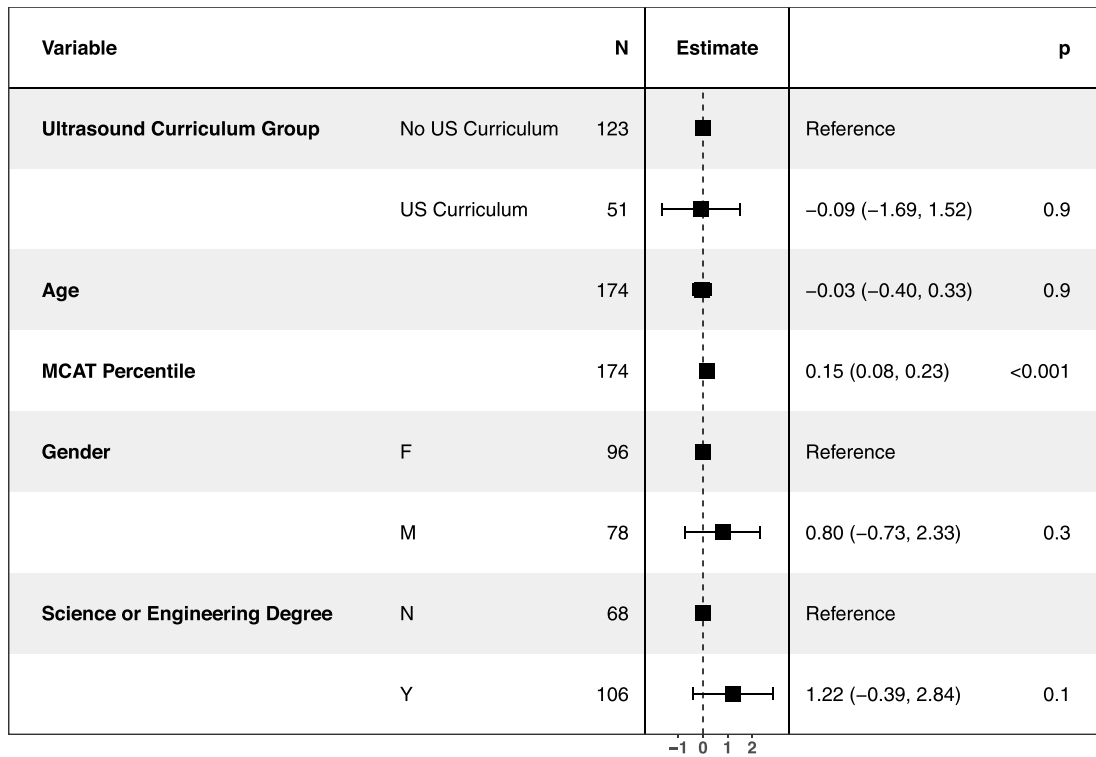 Variable N Estimate p
Ultrasound Curriculum Group No US Curriculum 123 Reference
US Curriculum 51 −0.09 (−1.69, 1.52) 0.9
Age 174 −0.03 (−0.40, 0.33) 0.9
MCAT Percentile 174 0.15 (0.08, 0.23) <0.001
Gender F 96 Reference
M 78 0.80 (−0.73, 2.33) 0.3
Science or Engineering Degree N 68 Reference
Y 106 1.22 (−0.39, 2.84) 0.1
−1 0 1 2